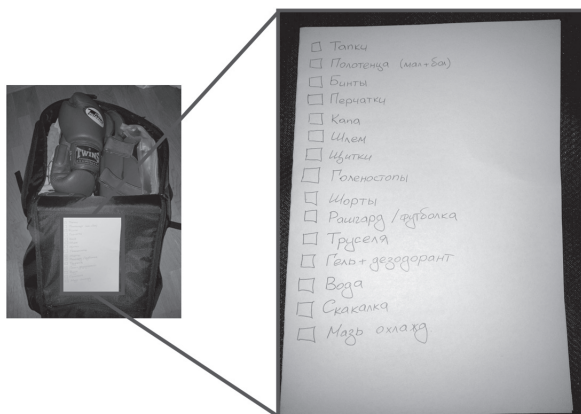 TWINS
Тапки
Полотенца (мал+бол)
Бинты
Перчатки
Капа
Шлем
Щитки
Голеностопы
Шорты
Рашгард / футболка
Труселя
Гель + дезодорант
Вода
Скакалка
Мазь охлажд